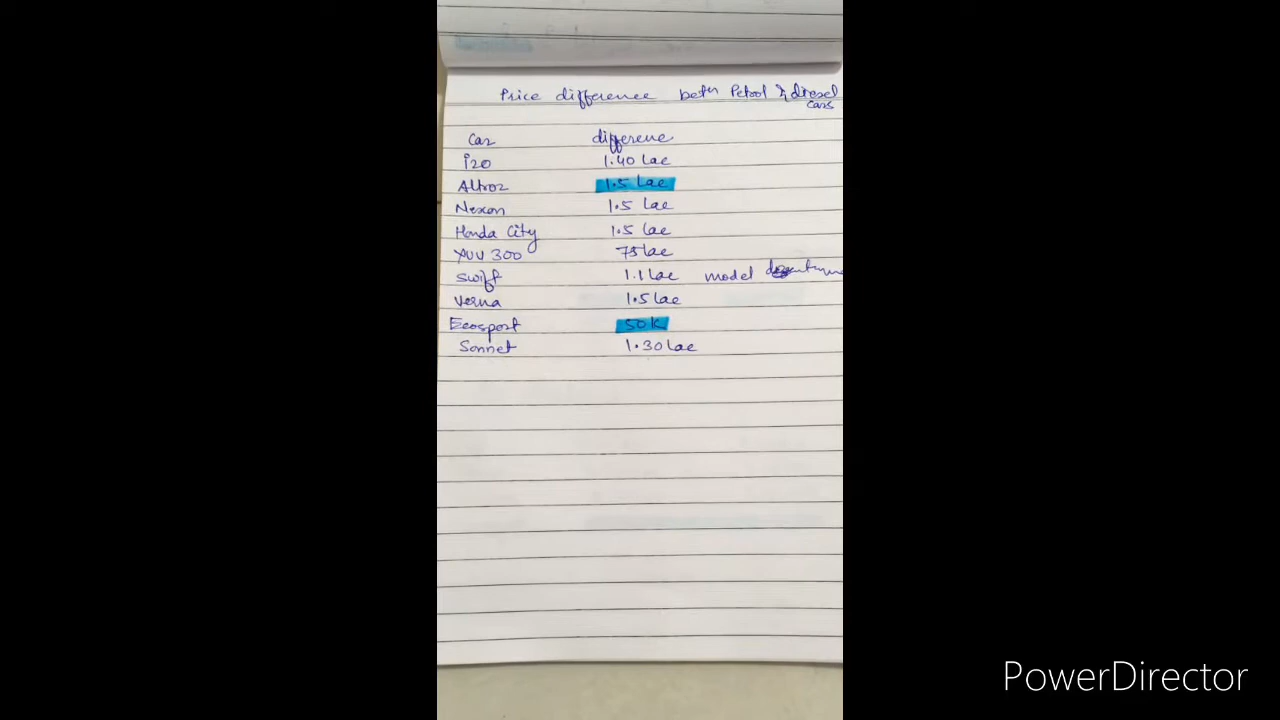 Price difference betn Petrol & diesel
cars
Car difference
i20 1.40 Lac
Altroz 1.5 Lac
Nexon 1.5 Lac
Honda City 1.5 Lac
XUV 300 75 lac
Swift 1.1 Lac model
Verna 1.5 Lac
Ecosport 50K
Sonnet 1.30 Lac
PowerDirector